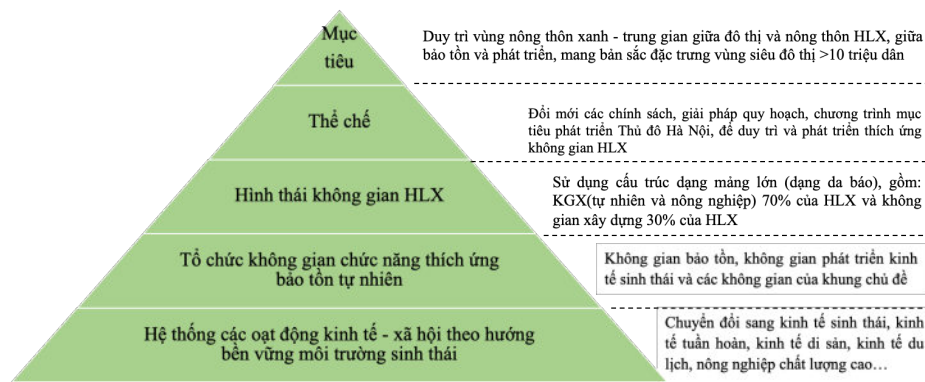 Mục
tiêu
Duy trì vùng nông thôn xanh - trung gian giữa đô thị và nông thôn HLX, giữa
bảo tồn và phát triển, mang bản sắc đặc trưng vùng siêu đô thị >10 triệu dân
Thể chế
Đổi mới các chính sách, giải pháp quy hoạch, chương trình mục
tiêu phát triển Thủ đô Hà Nội, để duy trì và phát triển thích ứng
không gian HLX
Hình thái không gian HLX
Sử dụng cấu trúc dạng mảng lớn (dạng da báo), gồm:
KGX(tự nhiên và nông nghiệp) 70% của HLX và không
gian xây dựng 30% của HLX
Tổ chức không gian chức năng thích ứng
bảo tồn tự nhiên
Không gian bảo tồn, không gian phát triển kinh
tế sinh thái và các không gian của khung chủ đề
Hệ thống các oạt động kinh tế - xã hội theo hướng
bền vững môi trường sinh thái
Chuyển đổi sang kinh tế sinh thái, kinh
tế tuần hoàn, kinh tế di sản, kinh tế du
lịch, nông nghiệp chất lượng cao…